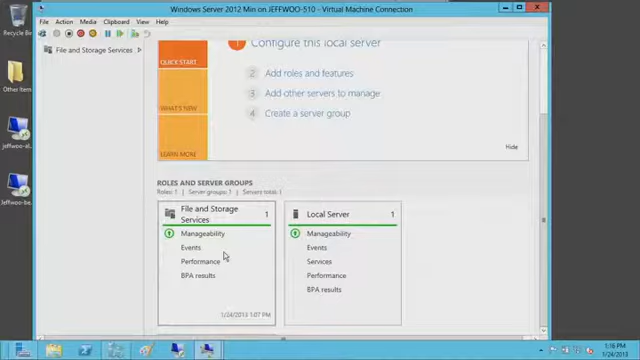 Windows Server 2012 Min on JEFFWOO-510 - Virtual Machine Connection
File Action Media Clipboard View Help
Recycle Bin
File and Storage Services
1 Configure this local server
QUICK START
2 Add roles and features
Other Items
3 Add other servers to manage
WHAT'S NEW
4 Create a server group
Hide
LEARN MORE
ROLES AND SERVER GROUPS
Roles: 1 | Server groups: 1 | Servers total: 1
File and Storage Services 1
Manageability
Events
Performance
BPA results
1/24/2013 1:07 PM
Local Server 1
Manageability
Events
Services
Performance
BPA results
1:16 PM
1/24/2013